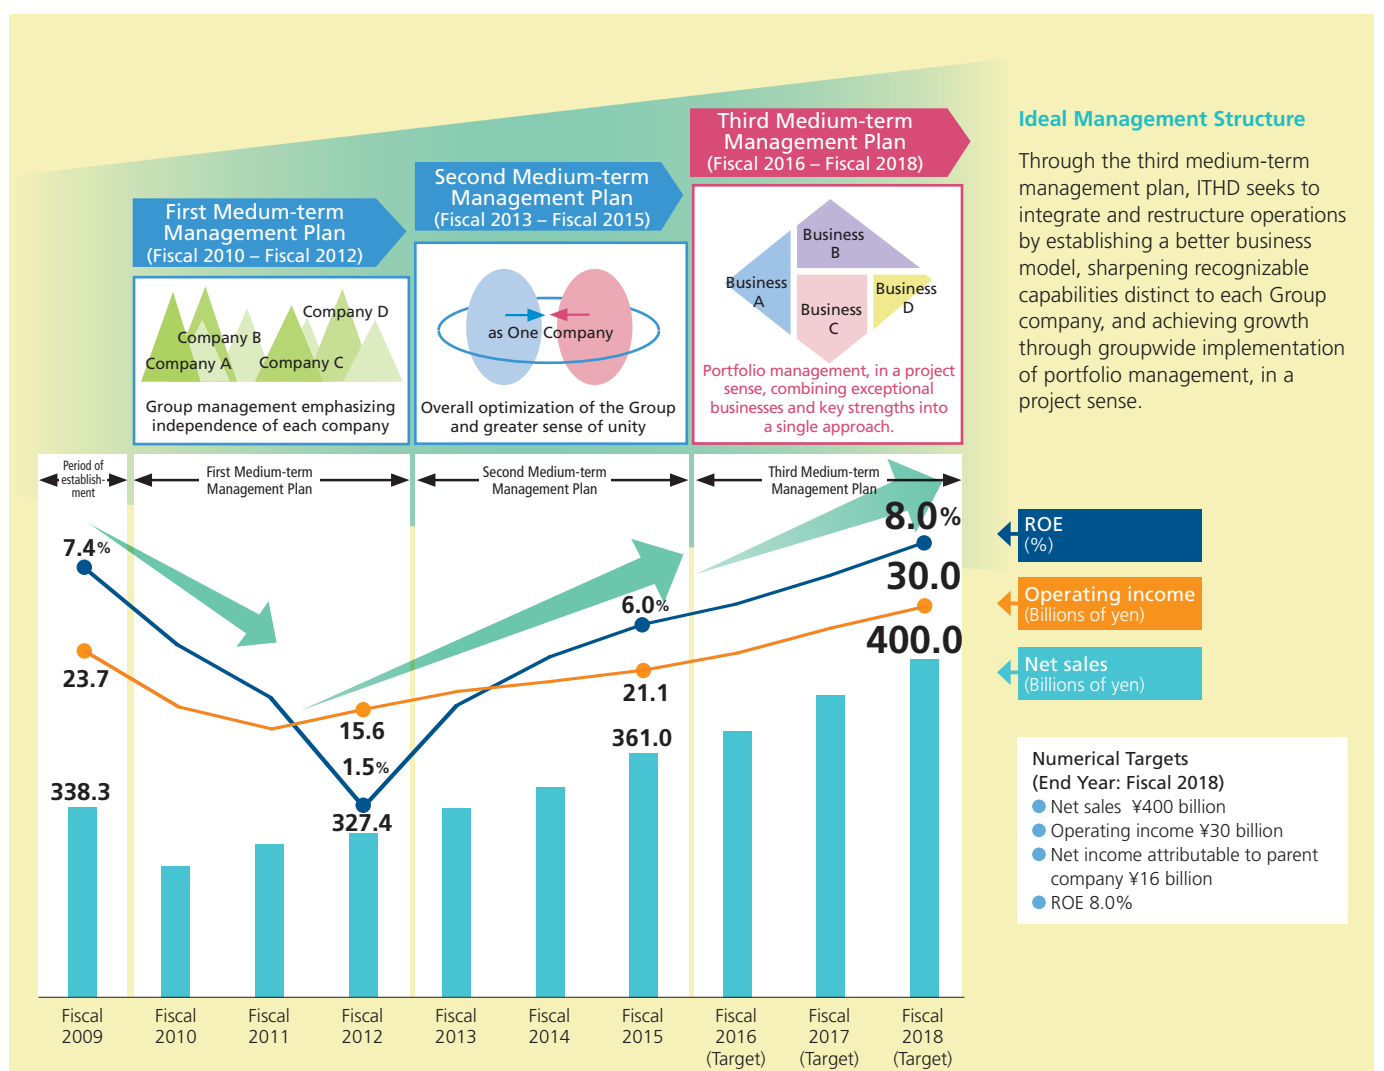 Third Medium-term
Management Plan
(Fiscal 2016 – Fiscal 2018)
Second Medium-term
Management Plan
(Fiscal 2013 – Fiscal 2015)
First Medum-term
Management Plan
(Fiscal 2010 – Fiscal 2012)
Company D
Company B
Company A
Company C
Group management emphasizing
independence of each company
as One Company
Overall optimization of the Group
and greater sense of unity
Business
B
Business
A
Business
C
Business
D
Portfolio management, in a project
sense, combining exceptional
businesses and key strengths into
a single approach.
Ideal Management Structure
Through the third medium-term
management plan, ITHD seeks to
integrate and restructure operations
by establishing a better business
model, sharpening recognizable
capabilities distinct to each Group
company, and achieving growth
through groupwide implementation
of portfolio management, in a
project sense.
Period of
establish-
ment
First Medium-term
Management Plan
Second Medium-term
Management Plan
Third Medium-term
Management Plan
7.4%
23.7
338.3
15.6
1.5%
327.4
6.0%
21.1
361.0
8.0%
30.0
400.0
ROE
(%)
Operating income
(Billions of yen)
Net sales
(Billions of yen)
Numerical Targets
(End Year: Fiscal 2018)
Net sales ¥400 billion
Operating income ¥30 billion
Net income attributable to parent
company ¥16 billion
ROE 8.0%
Fiscal
2009
Fiscal
2010
Fiscal
2011
Fiscal
2012
Fiscal
2013
Fiscal
2014
Fiscal
2015
Fiscal
2016
(Target)
Fiscal
2017
(Target)
Fiscal
2018
(Target)